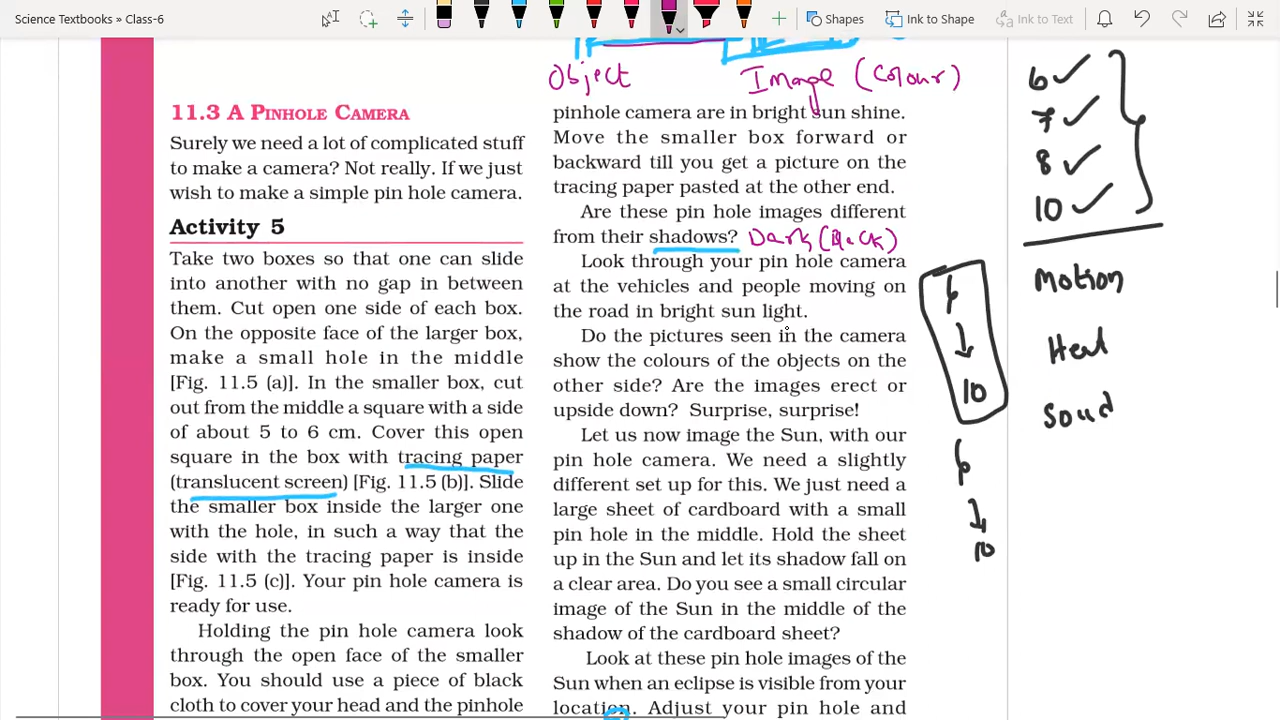 Science Textbooks » Class-6
Shapes
Ink to Shape
Ink to Text
Object
Image (Colour)
11.3 A PINHOLE CAMERA
Surely we need a lot of complicated stuff
to make a camera? Not really. If we just
wish to make a simple pin hole camera.
Activity 5
Take two boxes so that one can slide
into another with no gap in between
them. Cut open one side of each box.
On the opposite face of the larger box,
make a small hole in the middle
[Fig. 11.5 (a)]. In the smaller box, cut
out from the middle a square with a side
of about 5 to 6 cm. Cover this open
square in the box with tracing paper
(translucent screen) [Fig. 11.5 (b)]. Slide
the smaller box inside the larger one
with the hole, in such a way that the
side with the tracing paper is inside
[Fig. 11.5 (c)]. Your pin hole camera is
ready for use.
Holding the pin hole camera look
through the open face of the smaller
box. You should use a piece of black
cloth to cover your head and the pinhole
pinhole camera are in bright sun shine.
Move the smaller box forward or
backward till you get a picture on the
tracing paper pasted at the other end.
Are these pin hole images different
from their shadows? Dark (Black)
Look through your pin hole camera
at the vehicles and people moving on
the road in bright sun light.
Do the pictures seen in the camera
show the colours of the objects on the
other side? Are the images erect or
upside down? Surprise, surprise!
Let us now image the Sun, with our
pin hole camera. We need a slightly
different set up for this. We just need a
large sheet of cardboard with a small
pin hole in the middle. Hold the sheet
up in the Sun and let its shadow fall on
a clear area. Do you see a small circular
image of the Sun in the middle of the
shadow of the cardboard sheet?
Look at these pin hole images of the
Sun when an eclipse is visible from your
location. Adjust your pin hole and
6
7
8
10
Motion
Heat
Sound
6
10
6
10